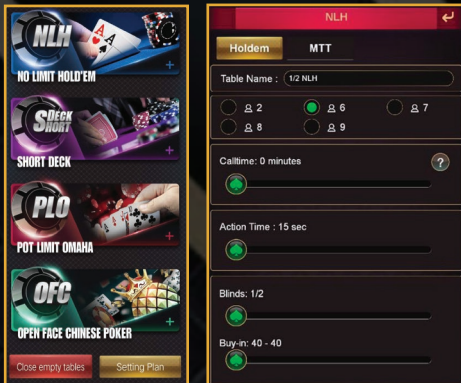 NLH
NO LIMIT HOLD'EM
SHORT DECK
SHORT DECK
PLO
POT LIMIT OMAHA
OFC
OPEN FACE CHINESE POKER
Close empty tables
Setting Plan
NLH
Holdem
MTT
Table Name :
1/2 NLH
2
6
7
8
9
Calltime: 0 minutes
?
Action Time : 15 sec
Blinds: 1/2
Buy-in: 40 - 40